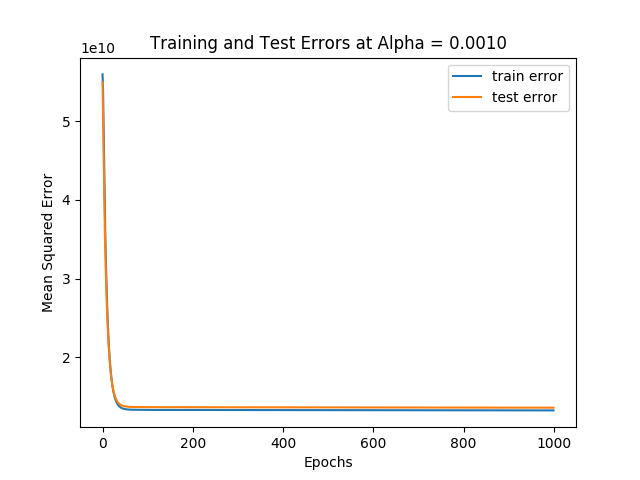 Training and Test Errors at Alpha = 0.0010
1e10
train error
test error
5
4
3
2
Mean Squared Error
0 200 400 600 800 1000
Epochs